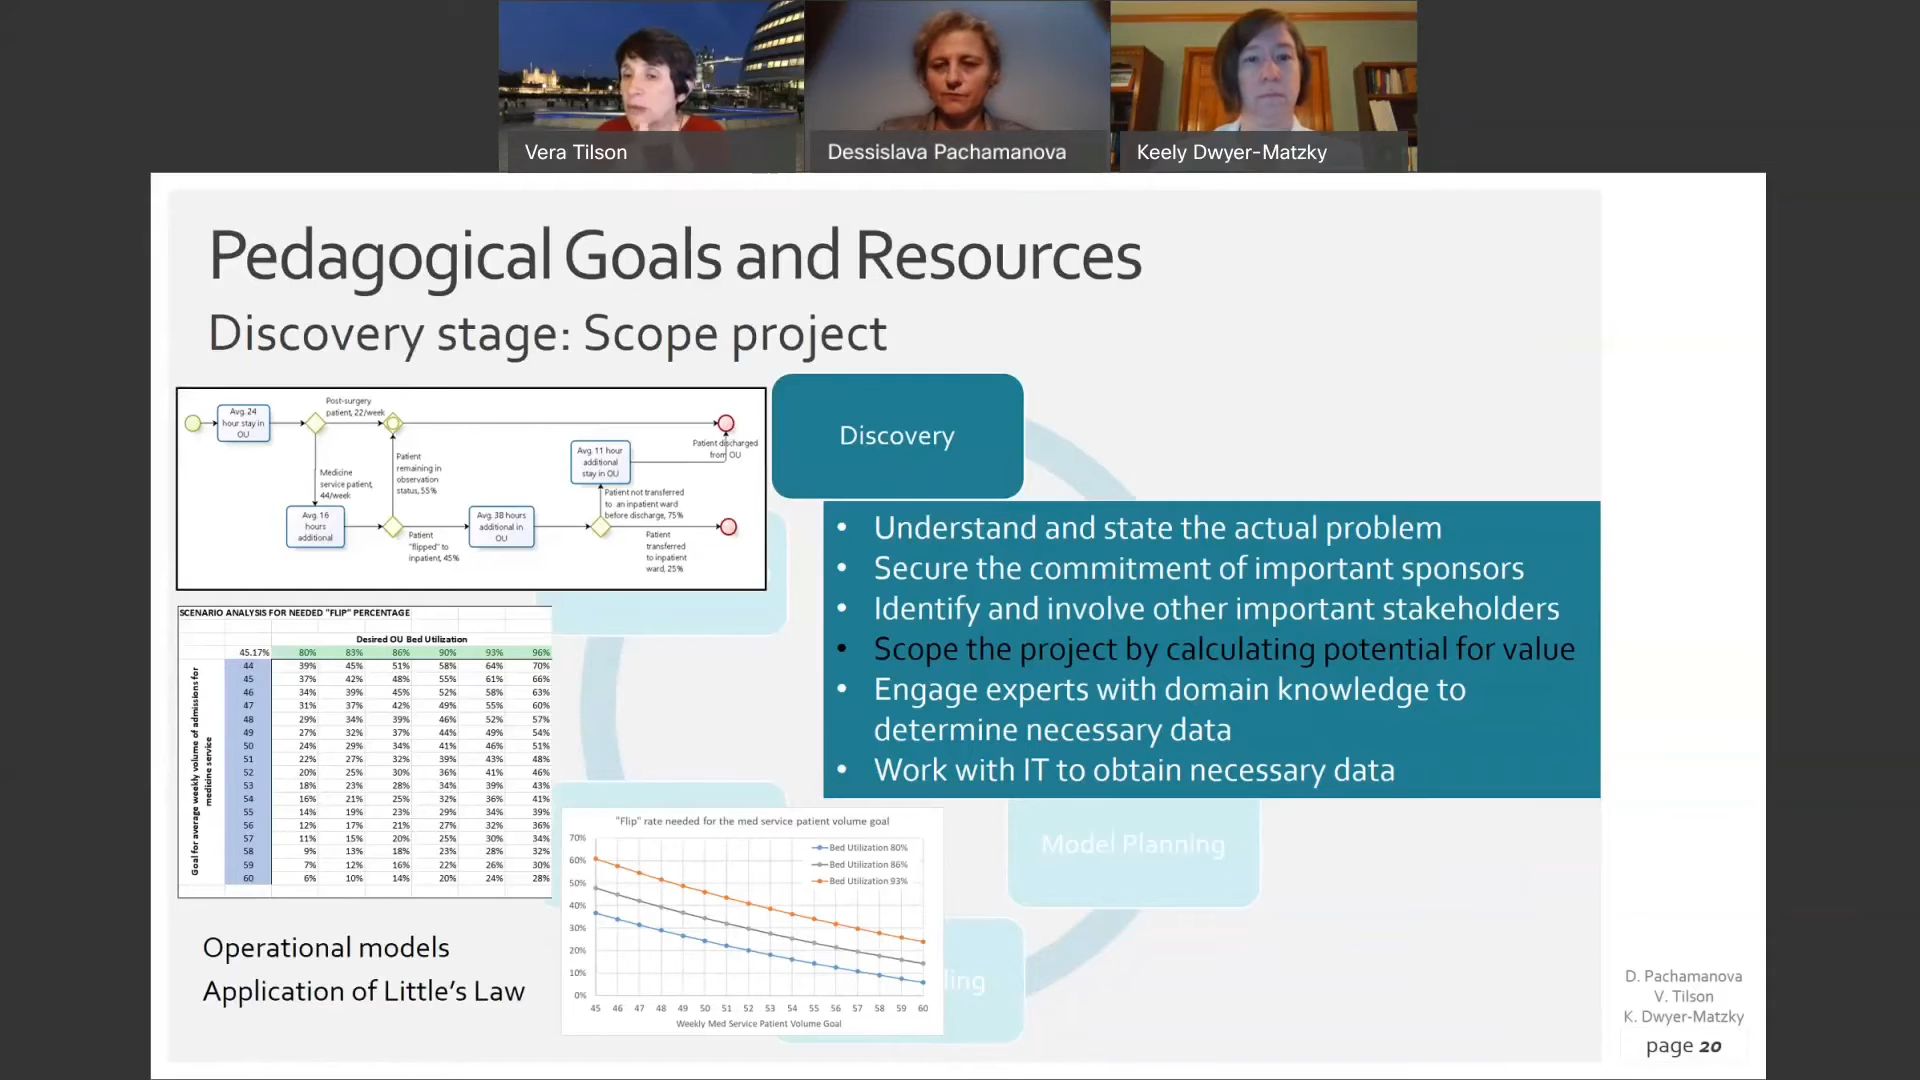 Vera Tilson
Dessislava Pachamanova
Keely Dwyer-Matzky
Pedagogical Goals and Resources
Discovery stage: Scope project
Avg. 24
hour stay in
OU
Post-surgery
patient, 22/week
Medicine
service patient,
44/week
Avg. 16
hours
additional
Patient
remaining in
observation
status, 55%
Patient
"flipped" to
inpatient, 45%
Avg. 38 hours
additional in
OU
Avg. 11 hour
additional
stay in OU
Patient not transferred
to an inpatient ward
before discharge, 75%
Patient discharged
from OU
Patient
transferred
to inpatient
ward, 25%
Discovery
• Understand and state the actual problem
• Secure the commitment of important sponsors
• Identify and involve other important stakeholders
• Scope the project by calculating potential for value
• Engage experts with domain knowledge to
determine necessary data
• Work with IT to obtain necessary data
SCENARIO ANALYSIS FOR NEEDED "FLIP" PERCENTAGE
Desired OU Bed Utilization
45.17% 80% 83% 86% 90% 93% 96%
Goal for average weekly volume of admissions for
medicine service
44 39% 45% 51% 58% 64% 70%
45 37% 42% 48% 55% 61% 66%
46 34% 39% 45% 52% 58% 63%
47 31% 37% 42% 49% 55% 60%
48 29% 34% 39% 46% 52% 57%
49 27% 32% 37% 44% 49% 54%
50 24% 29% 34% 41% 46% 51%
51 22% 27% 32% 39% 43% 48%
52 20% 25% 30% 36% 41% 46%
53 18% 23% 28% 34% 39% 43%
54 16% 21% 25% 32% 36% 41%
55 14% 19% 23% 29% 34% 39%
56 12% 17% 21% 27% 32% 36%
57 11% 15% 20% 25% 30% 34%
58 9% 13% 18% 23% 28% 32%
59 7% 12% 16% 22% 26% 30%
60 6% 10% 14% 20% 24% 28%
"Flip" rate needed for the med service patient volume goal
Bed Utilization 80%
Bed Utilization 86%
Bed Utilization 93%
70%
60%
50%
40%
30%
20%
10%
0%
45 46 47 48 49 50 51 52 53 54 55 56 57 58 59 60
Weekly Med Service Patient Volume Goal
Model Planning
ling
Operational models
Application of Little's Law
D. Pachamanova
V. Tilson
K. Dwyer-Matzky
page 20